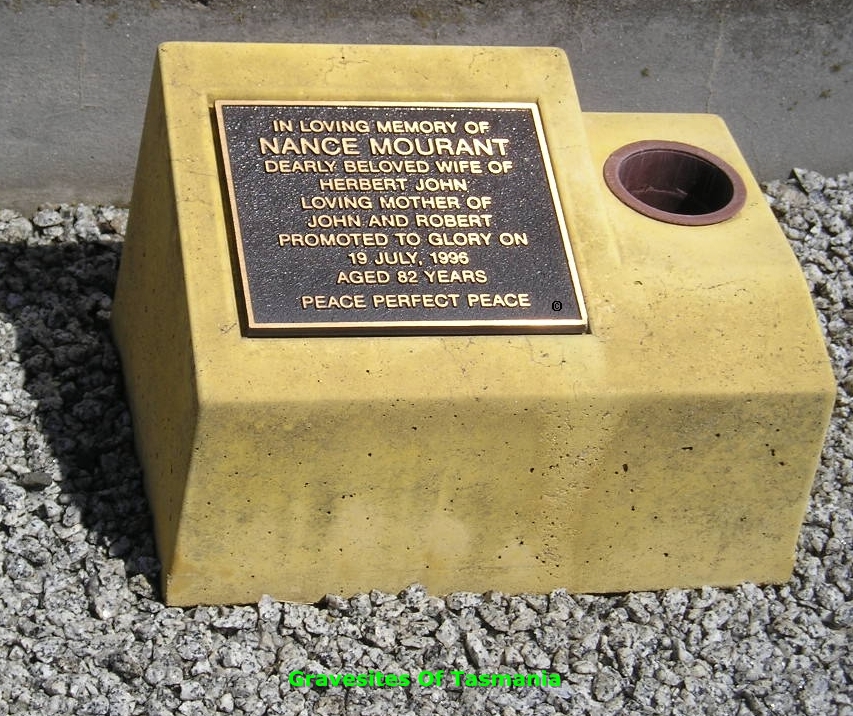 IN LOVING MEMORY OF
NANCE MOURANT
DEARLY BELOVED WIFE OF
HERBERT JOHN
LOVING MOTHER OF
JOHN AND ROBERT
PROMOTED TO GLORY ON
19 JULY, 1996
AGED 82 YEARS
PEACE PERFECT PEACE
Gravesites Of Tasmania